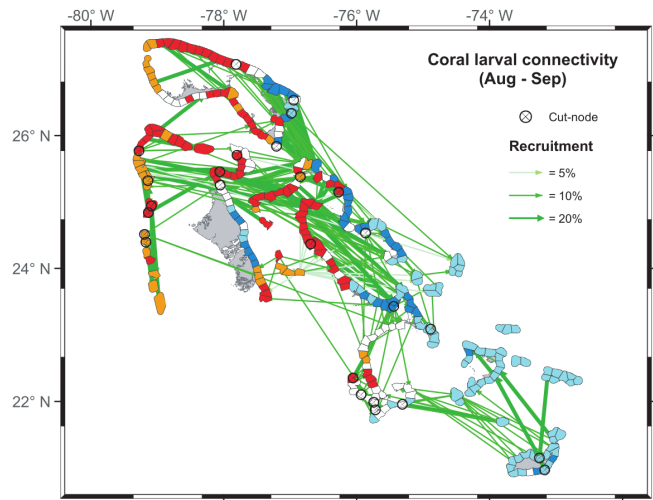 -80° W -78° W -76° W -74° W
Coral larval connectivity
(Aug - Sep)
Cut-node
26° N
Recruitment
= 5%
= 10%
= 20%
24° N
22° N